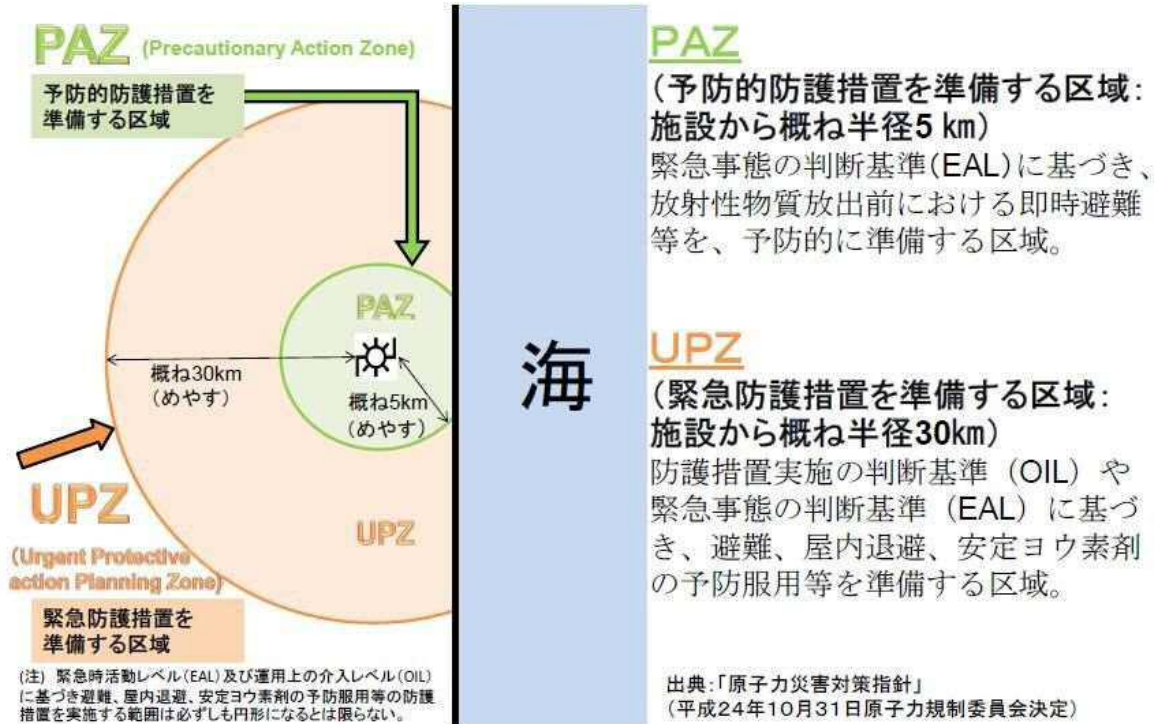 PAZ (Precautionary Action Zone)
予防的防護措置を
準備する区域
PAZ
概ね30km
(めやす)
概ね5km
(めやす)
UPZ
UPZ
(Urgent Protective
action Planning Zone)
緊急防護措置を
準備する区域
(注) 緊急時活動レベル(EAL)及び運用上の介入レベル(OIL)
に基づき避難、屋内退避、安定ヨウ素剤の予防服用等の防護
措置を実施する範囲は必ずしも円形になるとは限らない。
海
PAZ
(予防的防護措置を準備する区域:
施設から概ね半径5 km)
緊急事態の判断基準(EAL)に基づき、
放射性物質放出前における即時避難
等を、予防的に準備する区域。
UPZ
(緊急防護措置を準備する区域:
施設から概ね半径30km)
防護措置実施の判断基準(OIL)や
緊急事態の判断基準(EAL)に基づ
き、避難、屋内退避、安定ヨウ素剤
の予防服用等を準備する区域。
出典:「原子力災害対策指針」
(平成24年10月31日原子力規制委員会決定)